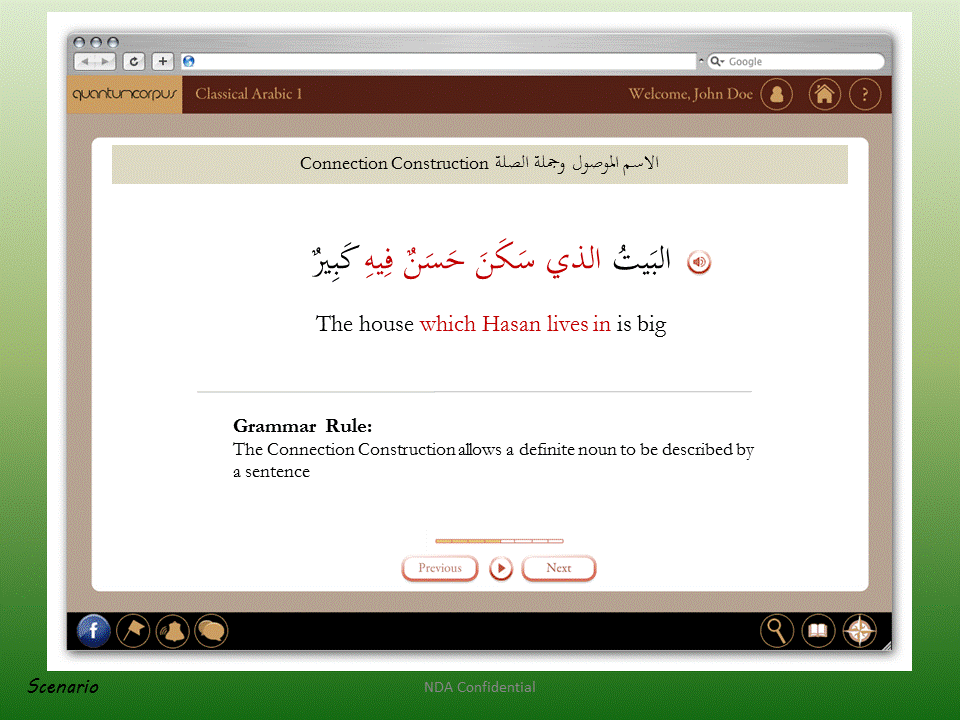 Google
quantumcorpus Classical Arabic 1 Welcome, John Doe ?
Connection Construction الاسم الموصول وجملة الصلة
البَيتُ الذي سَكَنَ حَسَنٌ فِيهِ كَبِيرٌ
The house which Hasan lives in is big
Grammar Rule:
The Connection Construction allows a definite noun to be described by
a sentence
Previous Next
f
Scenario NDA Confidential